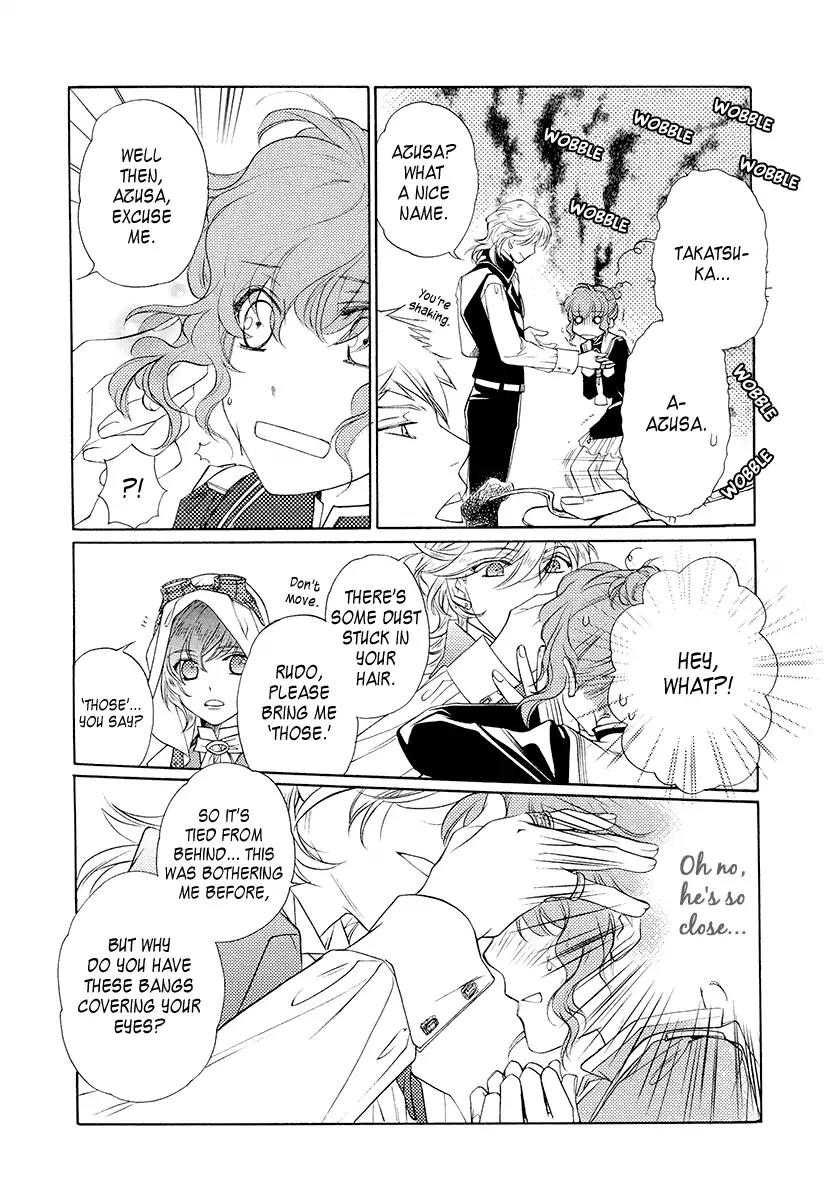 TAKATSU-
KA...
A-
AZUSA.
WOBBLE
WOBBLE
WOBBLE
WOBBLE
WOBBLE
WOBBLE
WOBBLE
AZUSA?
WHAT
A NICE
NAME.
You're
shaking.
WELL
THEN,
AZUSA,
EXCUSE
ME.
?!
HEY,
WHAT?!
THERE'S
SOME DUST
STUCK IN
YOUR
HAIR.
Don't
move.
RUDO,
PLEASE
BRING ME
'THOSE.'
'THOSE'...
YOU SAY?
Oh no,
he's so
close...
SO IT'S
TIED FROM
BEHIND... THIS
WAS BOTHERING
ME BEFORE,
BUT WHY
DO YOU HAVE
THESE BANGS
COVERING YOUR
EYES?